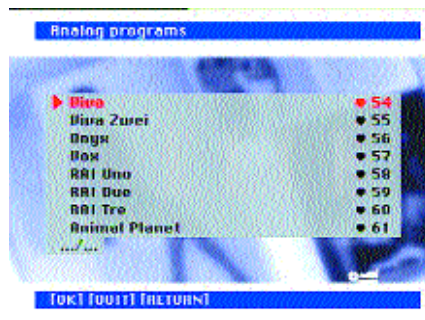 Analog programs
Viva 54
Viva Zwei 55
Onyx 56
Vox 57
RAI Uno 58
RAI Due 59
RAI Tre 60
Animal Planet 61
.../...
[OK] [QUIT] [RETURN]